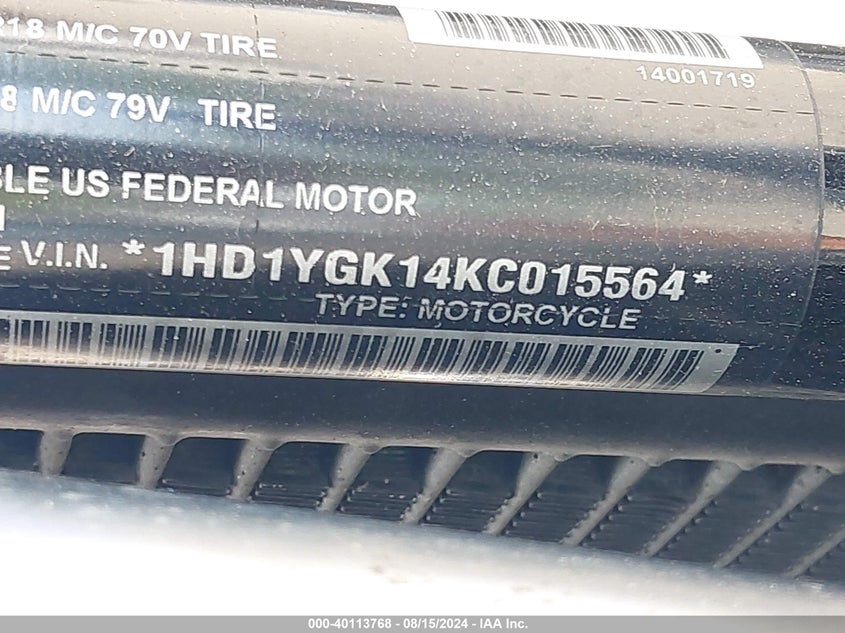 R18 M/C 70V TIRE
14001719
8 M/C 79V TIRE
BLE US FEDERAL MOTOR
E V.I.N. *1HD1YGK14KC015564*
TYPE: MOTORCYCLE
000-40113768 - 08/15/2024 - IAA Inc.